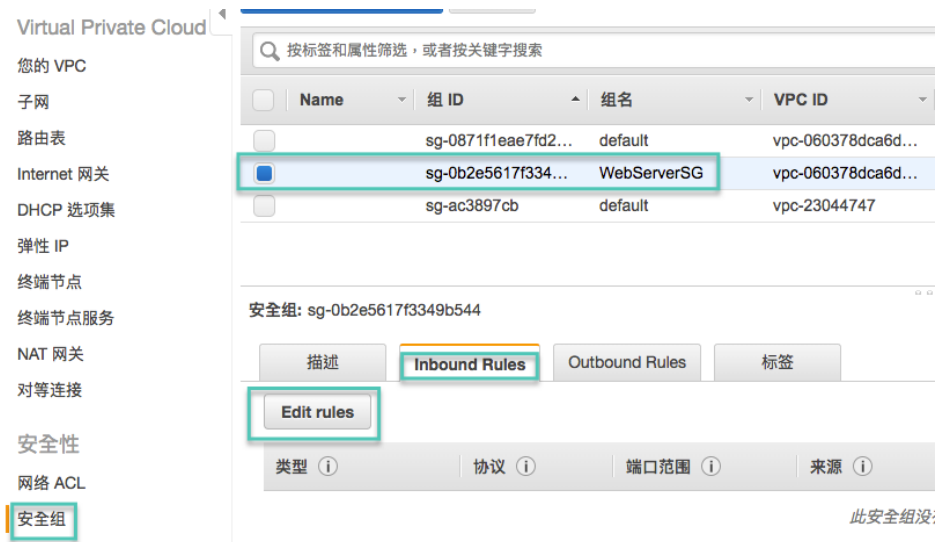 Virtual Private Cloud
您的 VPC
子网
路由表
Internet 网关
DHCP 选项集
弹性 IP
终端节点
终端节点服务
NAT 网关
对等连接
安全性
网络 ACL
安全组
按标签和属性筛选，或者按关键字搜索
Name 组 ID 组名 VPC ID
sg-0871f1eae7fd2... default vpc-060378dca6d...
sg-0b2e5617f334... WebServerSG vpc-060378dca6d...
sg-ac3897cb default vpc-23044747
安全组: sg-0b2e5617f3349b544
描述 Inbound Rules Outbound Rules 标签
Edit rules
类型 协议 端口范围 来源
此安全组没